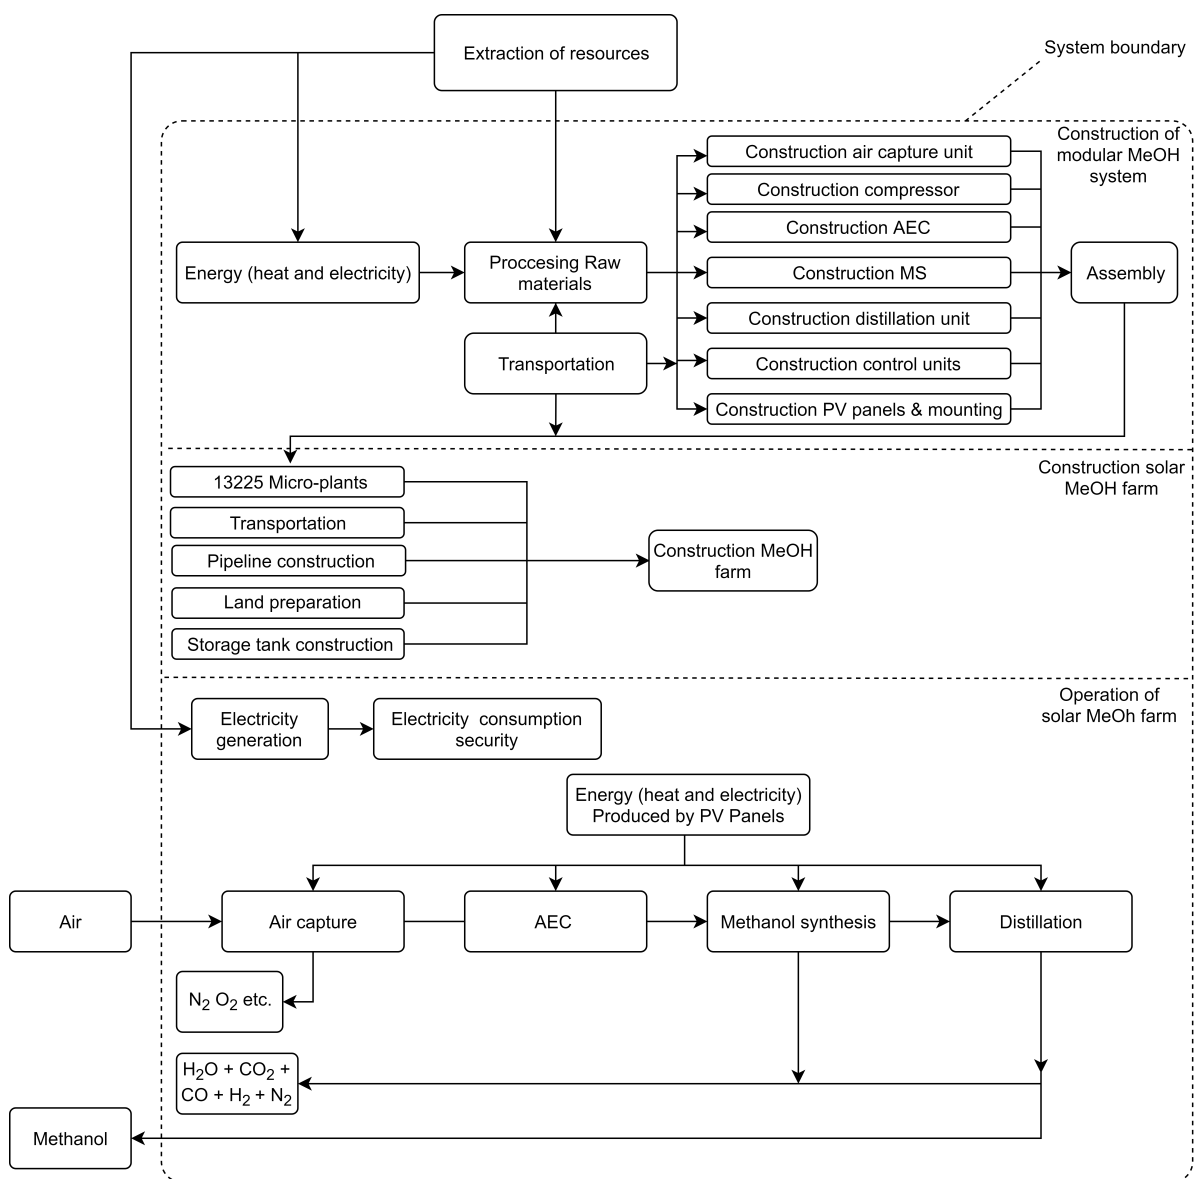 Extraction of resources
System boundary
Construction of
modular MeOH
system
Construction air capture unit
Construction compressor
Construction AEC
Energy (heat and electricity)
Proccesing Raw
materials
Construction MS
Assembly
Construction distillation unit
Transportation
Construction control units
Construction PV panels & mounting
Construction solar
MeOH farm
13225 Micro-plants
Transportation
Pipeline construction
Land preparation
Storage tank construction
Construction MeOH
farm
Operation of
solar MeOh farm
Electricity
generation
Electricity consumption
security
Energy (heat and electricity)
Produced by PV Panels
Air
Air capture
AEC
Methanol synthesis
Distillation
N2 O2 etc.
H2O + CO2 +
CO + H2 + N2
Methanol